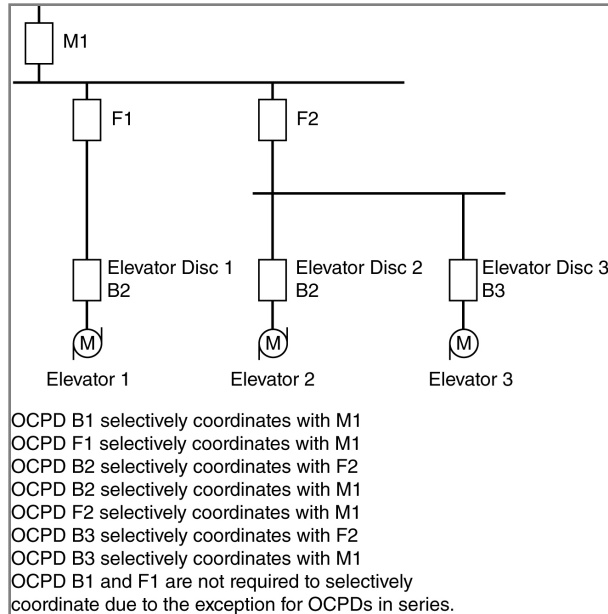 M1
F1
F2
Elevator Disc 1
B2
Elevator Disc 2
B2
Elevator Disc 3
B3
M
M
M
Elevator 1
Elevator 2
Elevator 3
OCPD B1 selectively coordinates with M1
OCPD F1 selectively coordinates with M1
OCPD B2 selectively coordinates with F2
OCPD B2 selectively coordinates with M1
OCPD F2 selectively coordinates with M1
OCPD B3 selectively coordinates with F2
OCPD B3 selectively coordinates with M1
OCPD B1 and F1 are not required to selectively
coordinate due to the exception for OCPDs in series.